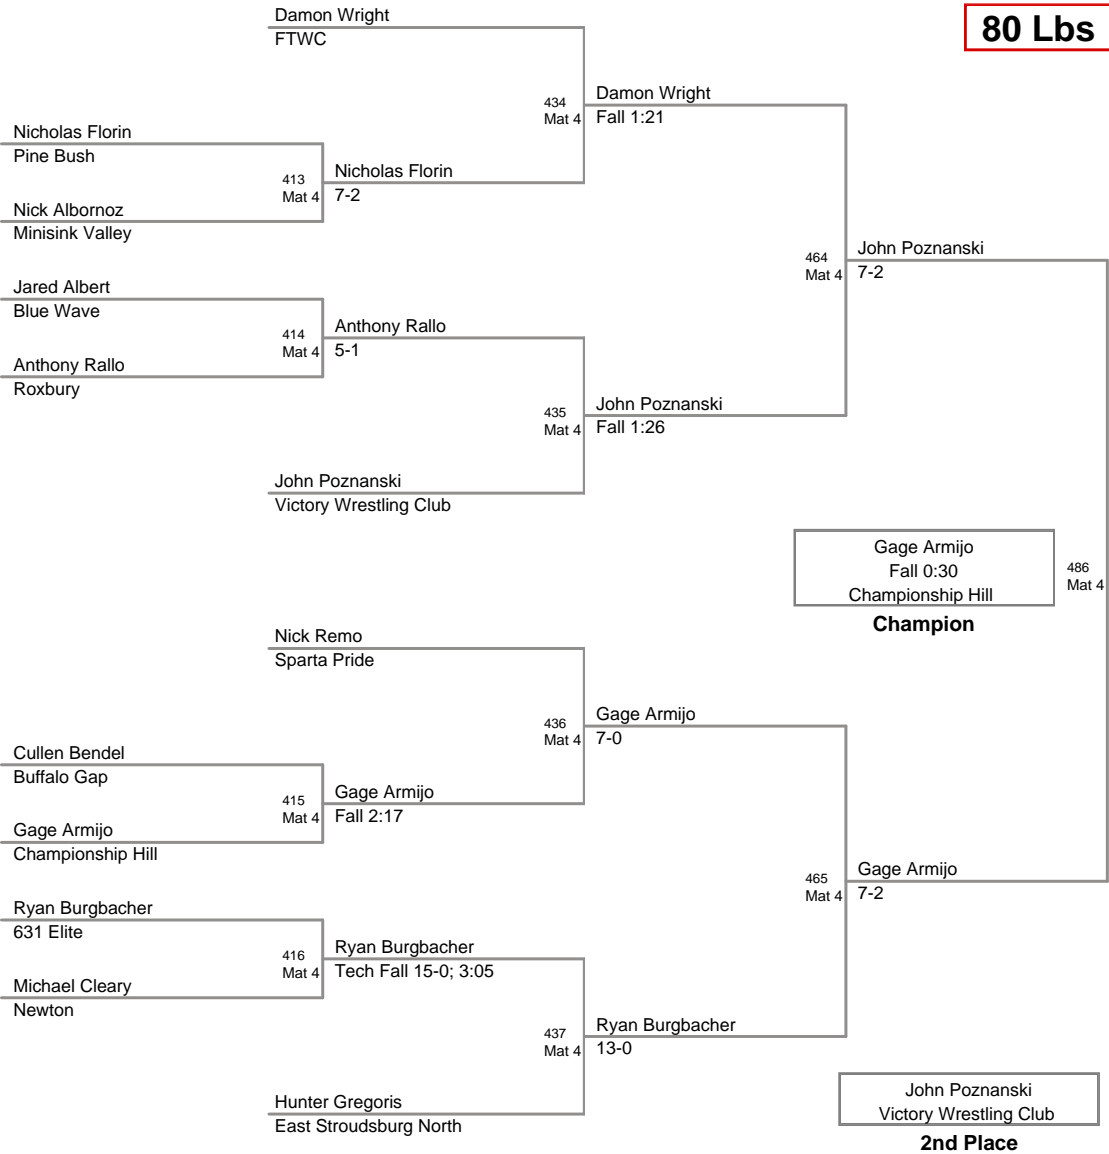 Damon Wright
FTWC
80 Lbs
434
Mat 4
Damon Wright
Fall 1:21
Nicholas Florin
Pine Bush
413
Mat 4
Nicholas Florin
7-2
Nick Albornoz
Minisink Valley
464
Mat 4
John Poznanski
7-2
Jared Albert
Blue Wave
414
Mat 4
Anthony Rallo
5-1
Anthony Rallo
Roxbury
435
Mat 4
John Poznanski
Fall 1:26
John Poznanski
Victory Wrestling Club
Gage Armijo
Fall 0:30
Championship Hill
Champion
486
Mat 4
Nick Remo
Sparta Pride
436
Mat 4
Gage Armijo
7-0
Cullen Bendel
Buffalo Gap
415
Mat 4
Gage Armijo
Fall 2:17
Gage Armijo
Championship Hill
465
Mat 4
Gage Armijo
7-2
Ryan Burgbacher
631 Elite
416
Mat 4
Ryan Burgbacher
Tech Fall 15-0; 3:05
Michael Cleary
Newton
437
Mat 4
Ryan Burgbacher
13-0
Hunter Gregoris
East Stroudsburg North
John Poznanski
Victory Wrestling Club
2nd Place